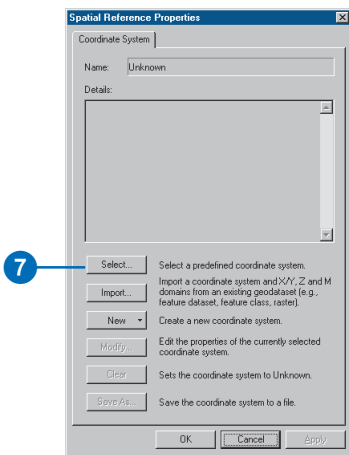 Spatial Reference Properties
Coordinate System
Name: Unknown
Details:
7
Select... Select a predefined coordinate system.
Import... Import a coordinate system and X/Y, Z and M
domains from an existing geodataset (e.g.,
feature dataset, feature class, raster).
New Create a new coordinate system.
Modify... Edit the properties of the currently selected
coordinate system.
Clear Sets the coordinate system to Unknown.
Save As... Save the coordinate system to a file.
OK Cancel Apply